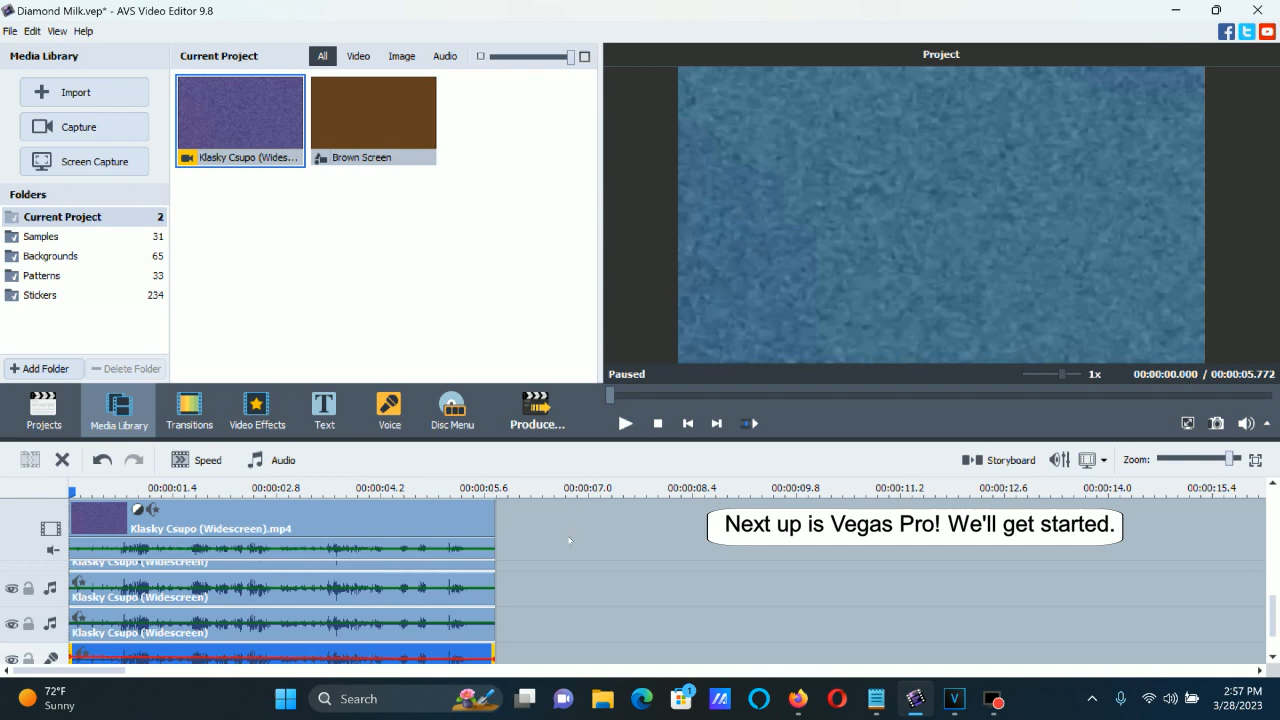 Diamond Milk.vep* - AVS Video Editor 9.8
File Edit View Help
Media Library
Current Project
All
Video
Image
Audio
Project
Import
Capture
Screen Capture
Klasky Csupo (Wides...
Brown Screen
Folders
Current Project 2
Samples 31
Backgrounds 65
Patterns 33
Stickers 234
Add Folder
Delete Folder
Paused
1x
00:00:00.000 / 00:00:05.772
Projects
Media Library
Transitions
Video Effects
Text
Voice
Disc Menu
Produce...
Speed
Audio
Storyboard
Zoom:
00:00:01.4 00:00:02.8 00:00:04.2 00:00:05.6 00:00:07.0 00:00:08.4 00:00:09.8 00:00:11.2 00:00:12.6 00:00:14.0 00:00:15.4
Klasky Csupo (Widescreen).mp4
Next up is Vegas Pro! We'll get started.
Klasky Csupo (Widescreen)
Klasky Csupo (Widescreen)
Klasky Csupo (Widescreen)
72°F
Sunny
Search
1
2:57 PM
3/28/2023